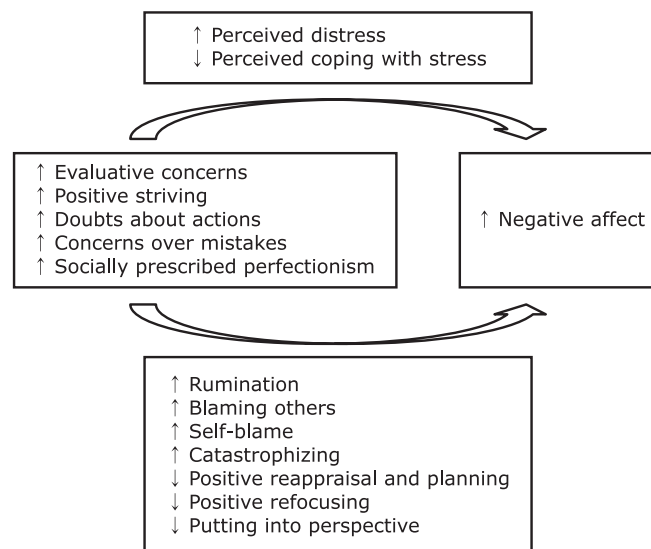 ↑ Perceived distress
↓ Perceived coping with stress
↑ Evaluative concerns
↑ Positive striving
↑ Doubts about actions
↑ Concerns over mistakes
↑ Socially prescribed perfectionism
↑ Negative affect
↑ Rumination
↑ Blaming others
↑ Self-blame
↑ Catastrophizing
↓ Positive reappraisal and planning
↓ Positive refocusing
↓ Putting into perspective